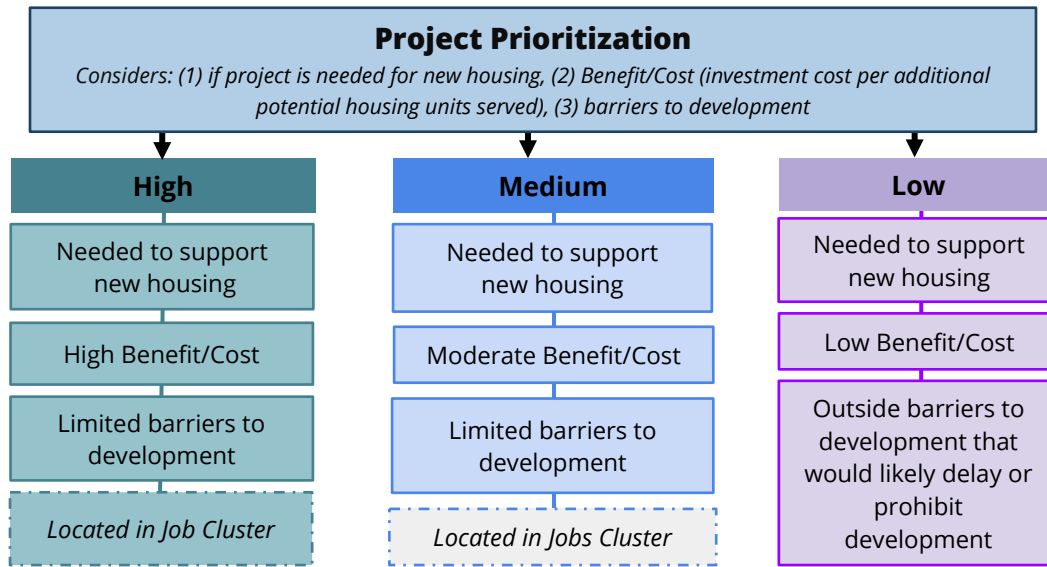 Project Prioritization
Considers: (1) if project is needed for new housing, (2) Benefit/Cost (investment cost per additional
potential housing units served), (3) barriers to development
High
Needed to support
new housing
High Benefit/Cost
Limited barriers to
development
Located in Job Cluster
Medium
Needed to support
new housing
Moderate Benefit/Cost
Limited barriers to
development
Located in Jobs Cluster
Low
Needed to support
new housing
Low Benefit/Cost
Outside barriers to
development that
would likely delay or
prohibit
development